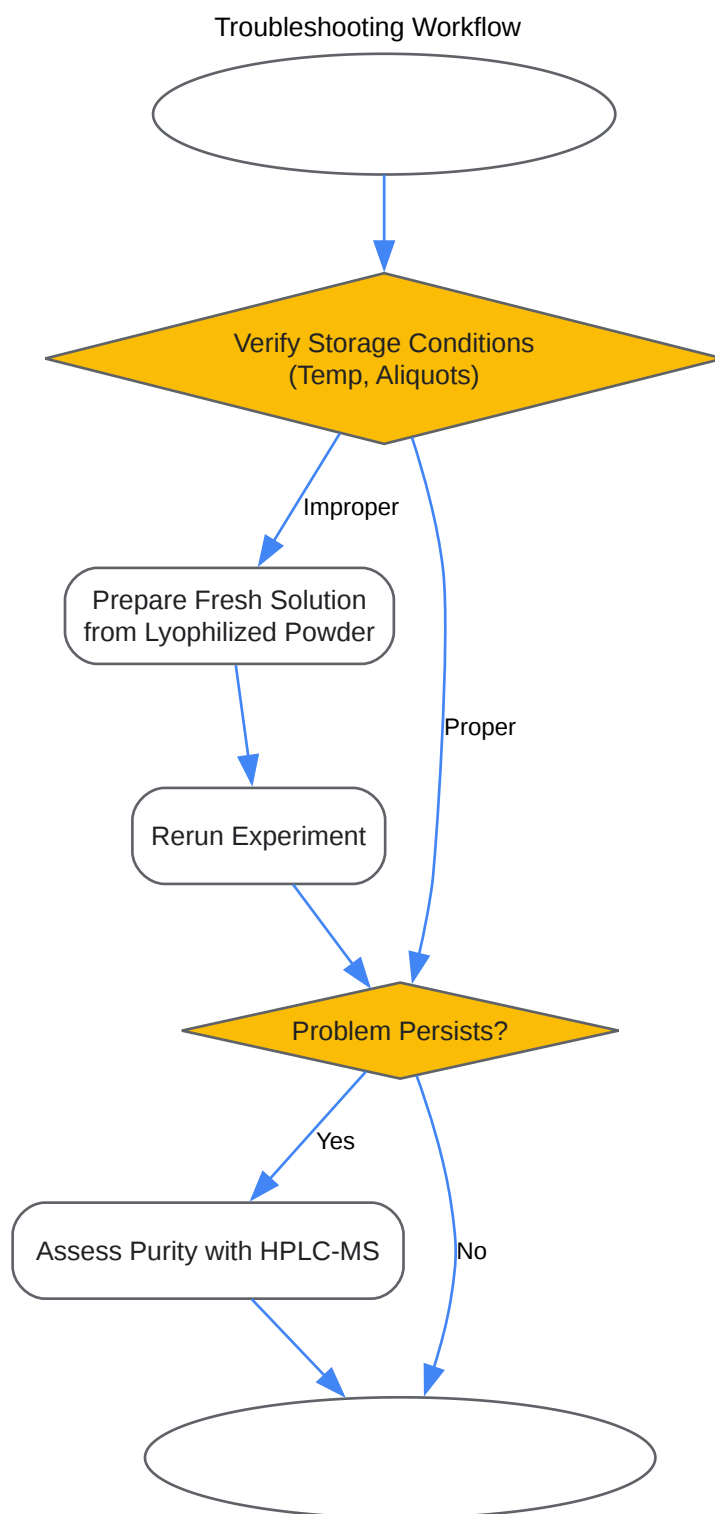 Troubleshooting Workflow
Verify Storage Conditions
(Temp, Aliquots)
Improper
Prepare Fresh Solution
from Lyophilized Powder
Proper
Rerun Experiment
Problem Persists?
Yes
Assess Purity with HPLC-MS
No